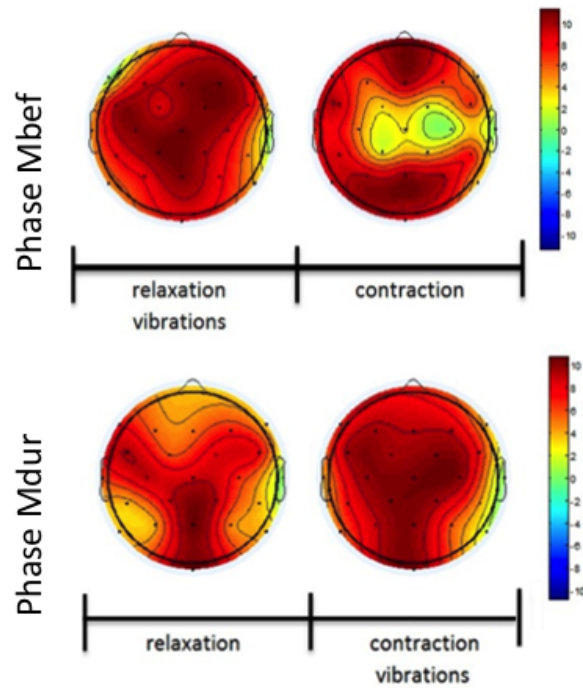 Phase Mbef
10
8
6
4
2
0
-2
-4
-6
-8
-10
relaxation
vibrations
contraction
Phase Mdur
10
8
6
4
2
0
-2
-4
-6
-8
-10
relaxation
contraction
vibrations